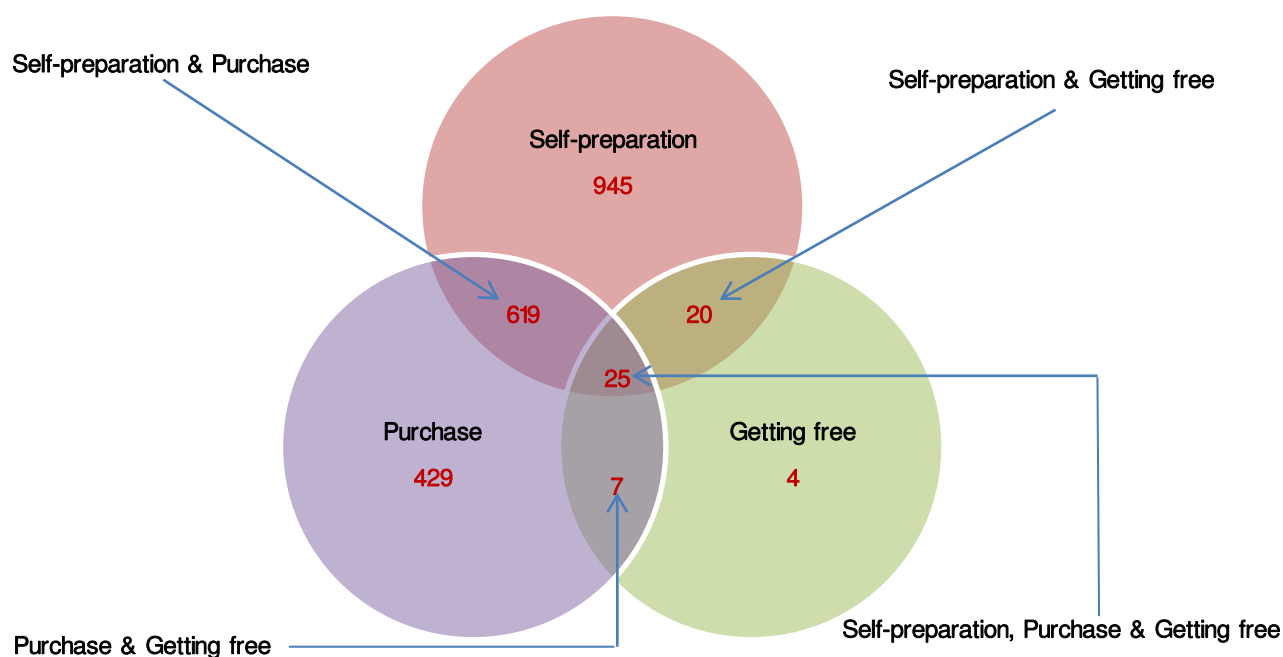 Self-preparation & Purchase
Self-preparation & Getting free
Self-preparation
945
619
20
25
Purchase
429
Getting free
4
7
Self-preparation, Purchase & Getting free
Purchase & Getting free